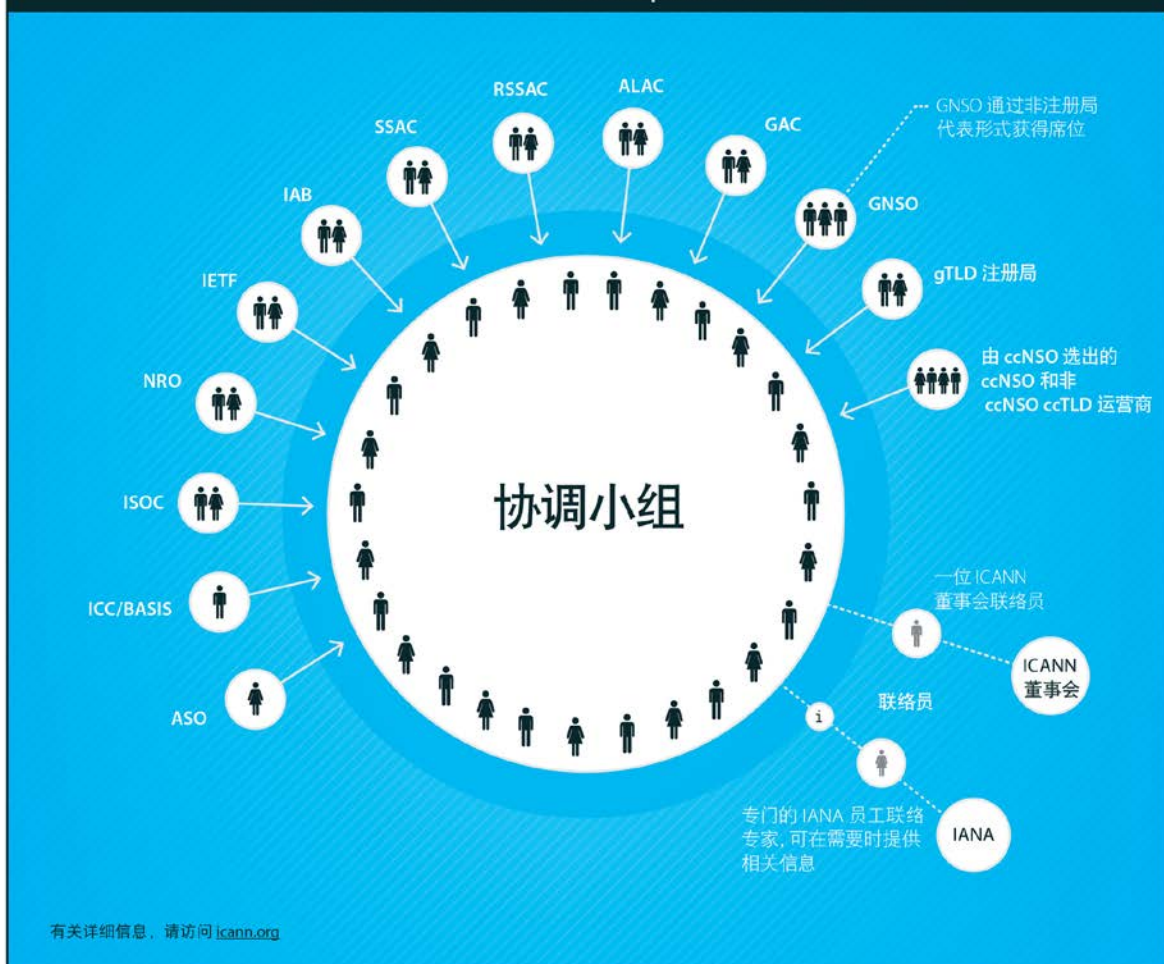 RSSAC
ALAC
SSAC
GAC
GNSO 通过非注册局
代表形式获得席位
IAB
GNSO
IETF
gTLD 注册局
NRO
由 ccNSO 选出的
ccNSO 和非
ccNSO ccTLD 运营商
ISOC
协调小组
ICC/BASIS
一位 ICANN
董事会联络员
ICANN
董事会
ASO
联络员
i
专门的 IANA 员工联络
专家,可在需要时提供
相关信息
IANA
有关详细信息，请访问 icann.org